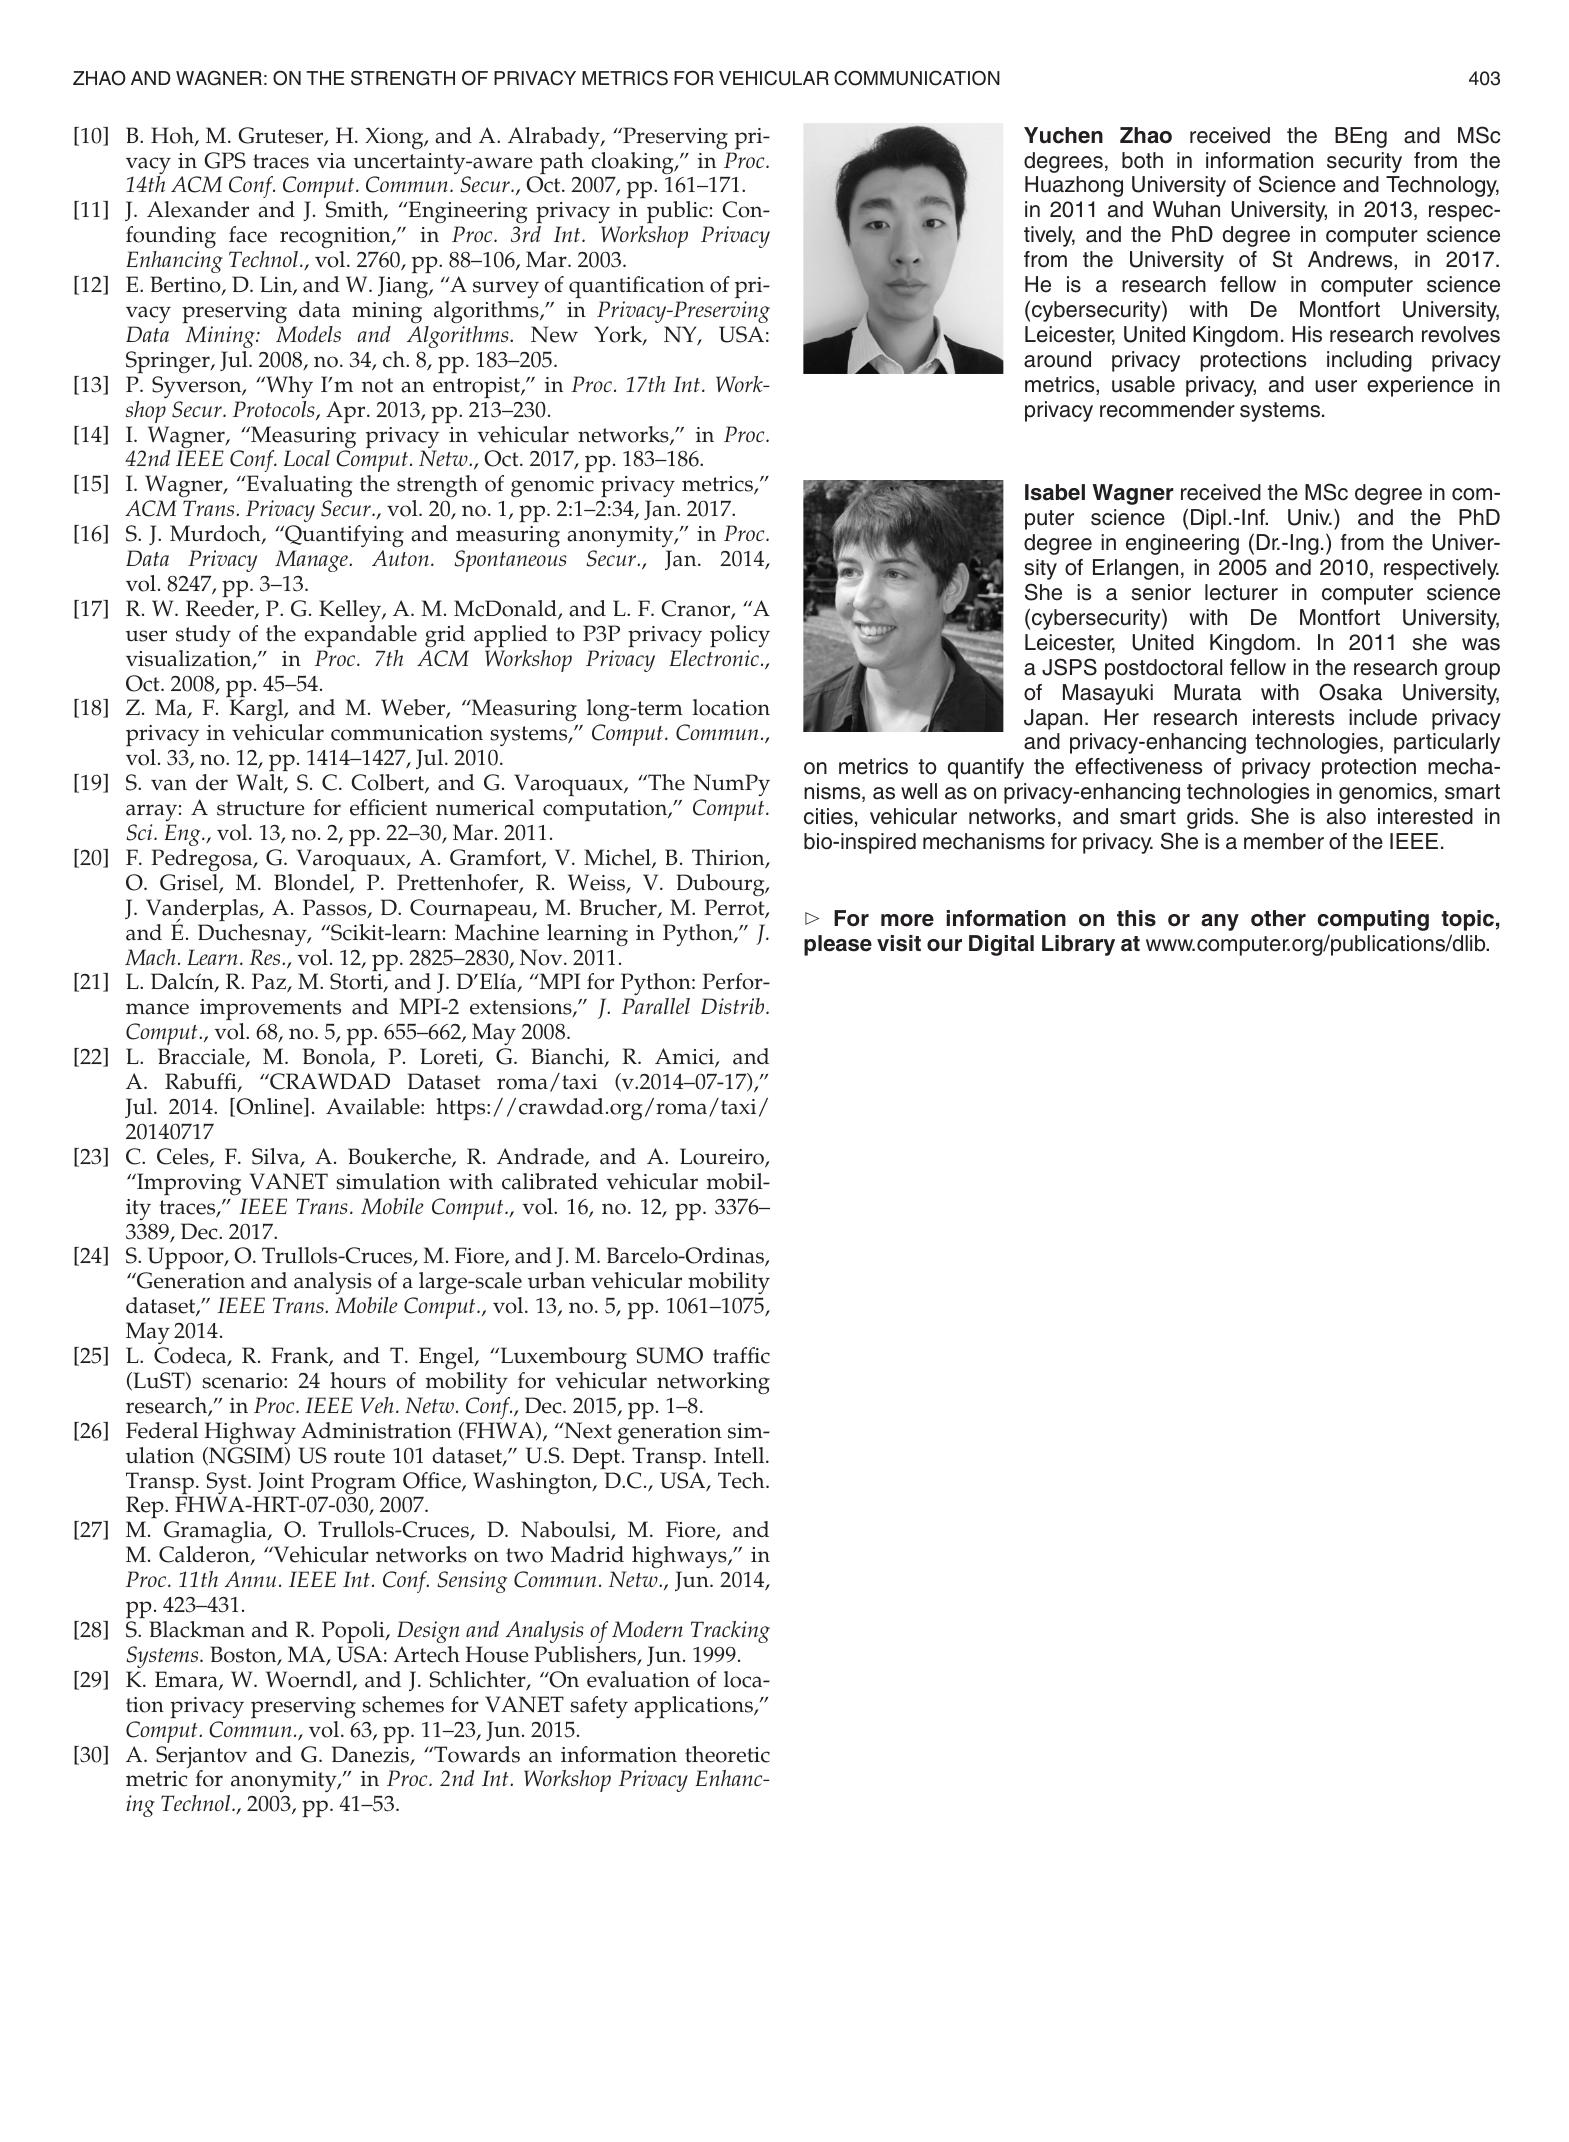 ZHAO AND WAGNER: ON THE STRENGTH OF PRIVACY METRICS FOR VEHICULAR COMMUNICATION
403
[10] B. Hoh, M. Gruteser, H. Xiong, and A. Alrabady, “Preserving pri-
vacy in GPS traces via uncertainty-aware path cloaking,” in Proc.
14th ACM Conf. Comput. Commun. Secur., Oct. 2007, pp. 161–171.
[11] J. Alexander and J. Smith, “Engineering privacy in public: Con-
founding face recognition,” in Proc. 3rd Int. Workshop Privacy
Enhancing Technol., vol. 2760, pp. 88–106, Mar. 2003.
[12] E. Bertino, D. Lin, and W. Jiang, “A survey of quantification of pri-
vacy preserving data mining algorithms,” in Privacy-Preserving
Data Mining: Models and Algorithms. New York, NY, USA:
Springer, Jul. 2008, no. 34, ch. 8, pp. 183–205.
[13] P. Syverson, “Why I’m not an entropist,” in Proc. 17th Int. Work-
shop Secur. Protocols, Apr. 2013, pp. 213–230.
[14] I. Wagner, “Measuring privacy in vehicular networks,” in Proc.
42nd IEEE Conf. Local Comput. Netw., Oct. 2017, pp. 183–186.
[15] I. Wagner, “Evaluating the strength of genomic privacy metrics,”
ACM Trans. Privacy Secur., vol. 20, no. 1, pp. 2:1–2:34, Jan. 2017.
[16] S. J. Murdoch, “Quantifying and measuring anonymity,” in Proc.
Data Privacy Manage. Auton. Spontaneous Secur., Jan. 2014,
vol. 8247, pp. 3–13.
[17] R. W. Reeder, P. G. Kelley, A. M. McDonald, and L. F. Cranor, “A
user study of the expandable grid applied to P3P privacy policy
visualization,” in Proc. 7th ACM Workshop Privacy Electronic.,
Oct. 2008, pp. 45–54.
[18] Z. Ma, F. Kargl, and M. Weber, “Measuring long-term location
privacy in vehicular communication systems,” Comput. Commun.,
vol. 33, no. 12, pp. 1414–1427, Jul. 2010.
[19] S. van der Walt, S. C. Colbert, and G. Varoquaux, “The NumPy
array: A structure for efficient numerical computation,” Comput.
Sci. Eng., vol. 13, no. 2, pp. 22–30, Mar. 2011.
[20] F. Pedregosa, G. Varoquaux, A. Gramfort, V. Michel, B. Thirion,
O. Grisel, M. Blondel, P. Prettenhofer, R. Weiss, V. Dubourg,
J. Vanderplas, A. Passos, D. Cournapeau, M. Brucher, M. Perrot,
and É. Duchesnay, “Scikit-learn: Machine learning in Python,” J.
Mach. Learn. Res., vol. 12, pp. 2825–2830, Nov. 2011.
[21] L. Dalcín, R. Paz, M. Storti, and J. D’Elía, “MPI for Python: Perfor-
mance improvements and MPI-2 extensions,” J. Parallel Distrib.
Comput., vol. 68, no. 5, pp. 655–662, May 2008.
[22] L. Bracciale, M. Bonola, P. Loreti, G. Bianchi, R. Amici, and
A. Rabuffi, “CRAWDAD Dataset roma/taxi (v.2014–07-17),”
Jul. 2014. [Online]. Available: https://crawdad.org/roma/taxi/
20140717
[23] C. Celes, F. Silva, A. Boukerche, R. Andrade, and A. Loureiro,
“Improving VANET simulation with calibrated vehicular mobil-
ity traces,” IEEE Trans. Mobile Comput., vol. 16, no. 12, pp. 3376–
3389, Dec. 2017.
[24] S. Uppoor, O. Trullols-Cruces, M. Fiore, and J. M. Barcelo-Ordinas,
“Generation and analysis of a large-scale urban vehicular mobility
dataset,” IEEE Trans. Mobile Comput., vol. 13, no. 5, pp. 1061–1075,
May 2014.
[25] L. Codeca, R. Frank, and T. Engel, “Luxembourg SUMO traffic
(LuST) scenario: 24 hours of mobility for vehicular networking
research,” in Proc. IEEE Veh. Netw. Conf., Dec. 2015, pp. 1–8.
[26] Federal Highway Administration (FHWA), “Next generation sim-
ulation (NGSIM) US route 101 dataset,” U.S. Dept. Transp. Intell.
Transp. Syst. Joint Program Office, Washington, D.C., USA, Tech.
Rep. FHWA-HRT-07-030, 2007.
[27] M. Gramaglia, O. Trullols-Cruces, D. Naboulsi, M. Fiore, and
M. Calderon, “Vehicular networks on two Madrid highways,” in
Proc. 11th Annu. IEEE Int. Conf. Sensing Commun. Netw., Jun. 2014,
pp. 423–431.
[28] S. Blackman and R. Popoli, Design and Analysis of Modern Tracking
Systems. Boston, MA, USA: Artech House Publishers, Jun. 1999.
[29] K. Emara, W. Woerndl, and J. Schlichter, “On evaluation of loca-
tion privacy preserving schemes for VANET safety applications,”
Comput. Commun., vol. 63, pp. 11–23, Jun. 2015.
[30] A. Serjantov and G. Danezis, “Towards an information theoretic
metric for anonymity,” in Proc. 2nd Int. Workshop Privacy Enhanc-
ing Technol., 2003, pp. 41–53.
Yuchen Zhao received the BEng and MSc
degrees, both in information security from the
Huazhong University of Science and Technology,
in 2011 and Wuhan University, in 2013, respec-
tively, and the PhD degree in computer science
from the University of St Andrews, in 2017.
He is a research fellow in computer science
(cybersecurity) with De Montfort University,
Leicester, United Kingdom. His research revolves
around privacy protections including privacy
metrics, usable privacy, and user experience in
privacy recommender systems.
Isabel Wagner received the MSc degree in com-
puter science (Dipl.-Inf. Univ.) and the PhD
degree in engineering (Dr.-Ing.) from the Univer-
sity of Erlangen, in 2005 and 2010, respectively.
She is a senior lecturer in computer science
(cybersecurity) with De Montfort University,
Leicester, United Kingdom. In 2011 she was
a JSPS postdoctoral fellow in the research group
of Masayuki Murata with Osaka University,
Japan. Her research interests include privacy
and privacy-enhancing technologies, particularly
on metrics to quantify the effectiveness of privacy protection mecha-
nisms, as well as on privacy-enhancing technologies in genomics, smart
cities, vehicular networks, and smart grids. She is also interested in
bio-inspired mechanisms for privacy. She is a member of the IEEE.
▷ For more information on this or any other computing topic,
please visit our Digital Library at www.computer.org/publications/dlib.